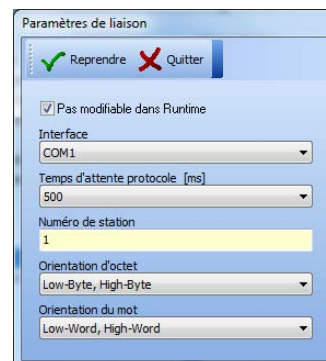 Paramètres de liaison
Reprendre Quitter
Pas modifiable dans Runtime
Interface
COM1
Temps d'attente protocole [ms]
500
Numéro de station
1
Orientation d'octet
Low-Byte, High-Byte
Orientation du mot
Low-Word, High-Word